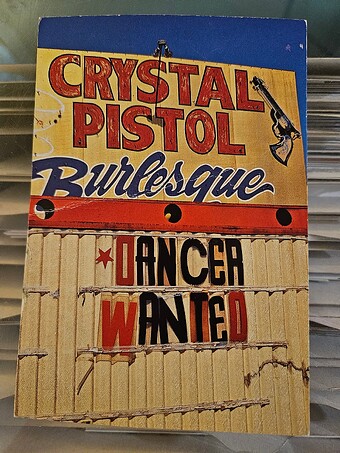 CRYSTAL
PISTOL
Burlesque
*DANCER
WANTED